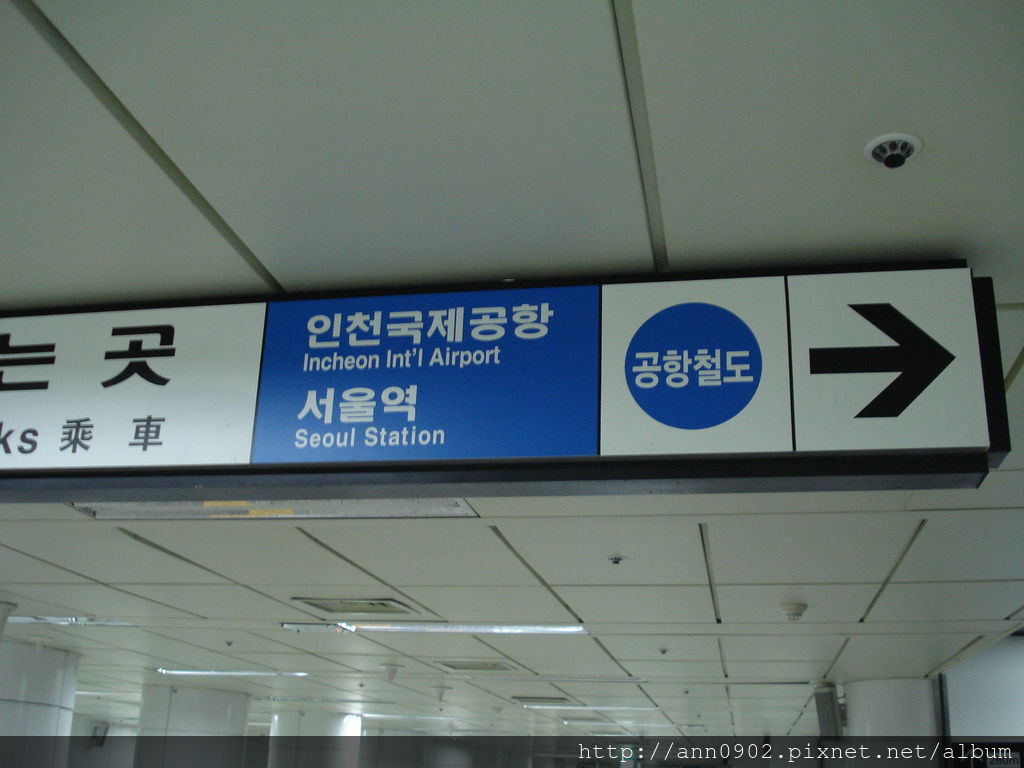 는 곳
ks 乘 車
인천국제공항
Incheon Int'l Airport
서울역
Seoul Station
공항철도
http://ann0902.pixnet.net/album